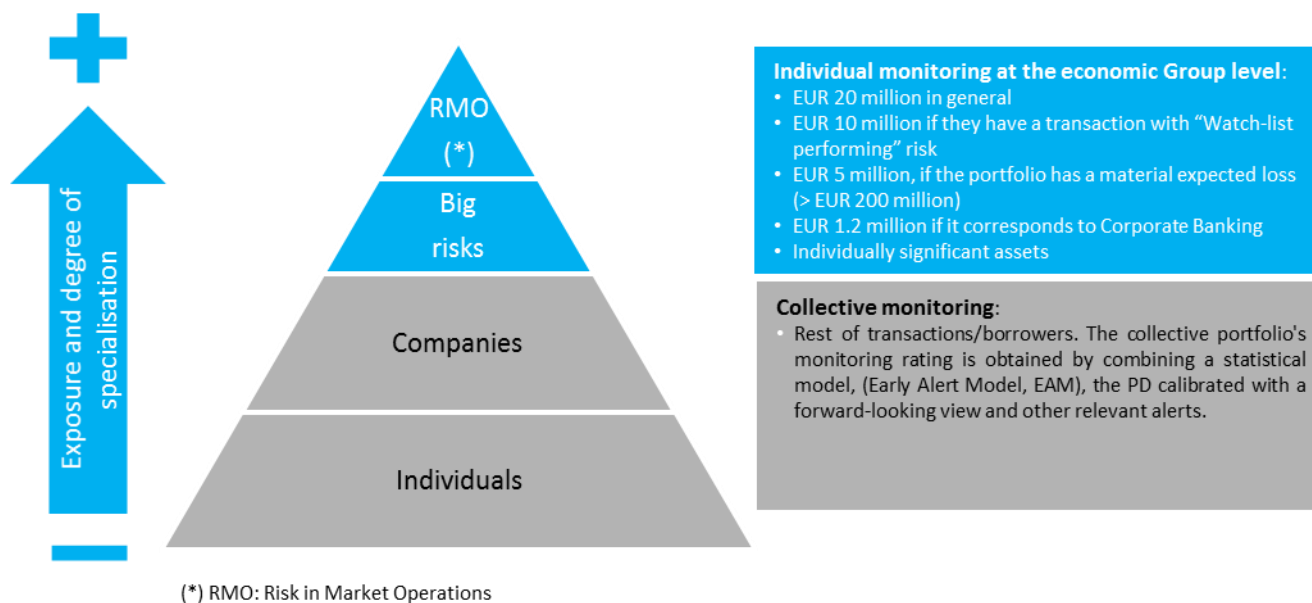 Exposure and degree of
specialisation
RMO
(*)
Big
risks
Companies
Individuals
Individual monitoring at the economic Group level:
• EUR 20 million in general
• EUR 10 million if they have a transaction with “Watch-list
performing” risk
• EUR 5 million, if the portfolio has a material expected loss
(> EUR 200 million)
• EUR 1.2 million if it corresponds to Corporate Banking
• Individually significant assets
Collective monitoring:
• Rest of transactions/borrowers. The collective portfolio's
monitoring rating is obtained by combining a statistical
model, (Early Alert Model, EAM), the PD calibrated with a
forward-looking view and other relevant alerts.
(*) RMO: Risk in Market Operations